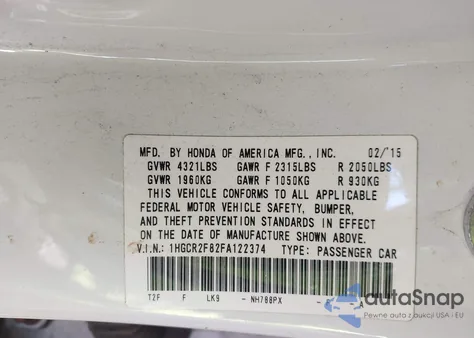 MFD. BY HONDA OF AMERICA MFG., INC. 02/15
GVWR 4321LBS GAWR F 2315LBS R 2050LBS
GVWR 1960KG GAWR F 1050KG R 930KG
THIS VEHICLE CONFORMS TO ALL APPLICABLE
FEDERAL MOTOR VEHICLE SAFETY, BUMPER,
AND THEFT PREVENTION STANDARDS IN EFFECT
ON THE DATE OF MANUFACTURE SHOWN ABOVE.
V.I.N.: 1HGCR2F82FA122374 TYPE: PASSENGER CAR
T2F F LK9 - NH788PX - A
autoSnap
Pewne auta z aukcji z USA i EU